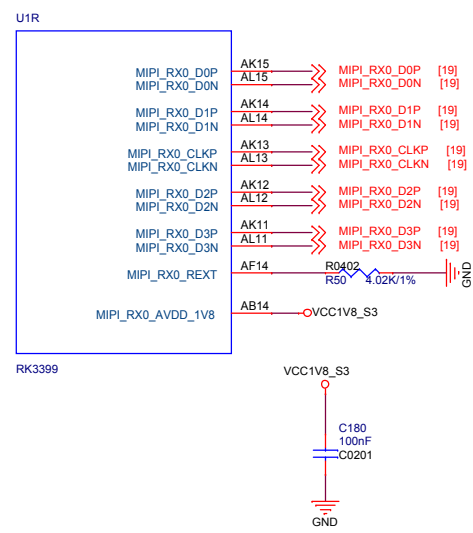 U1R
MIPI_RX0_D0P AK15 MIPI_RX0_D0P [19]
MIPI_RX0_D0N AL15 MIPI_RX0_D0N [19]
MIPI_RX0_D1P AK14 MIPI_RX0_D1P [19]
MIPI_RX0_D1N AL14 MIPI_RX0_D1N [19]
MIPI_RX0_CLKP AK13 MIPI_RX0_CLKP [19]
MIPI_RX0_CLKN AL13 MIPI_RX0_CLKN [19]
MIPI_RX0_D2P AK12 MIPI_RX0_D2P [19]
MIPI_RX0_D2N AL12 MIPI_RX0_D2N [19]
MIPI_RX0_D3P AK11 MIPI_RX0_D3P [19]
MIPI_RX0_D3N AL11 MIPI_RX0_D3N [19]
MIPI_RX0_REXT AF14 R0402 GND
R50 4.02K/1%
MIPI_RX0_AVDD_1V8 AB14 VCC1V8_S3
RK3399
VCC1V8_S3
C180
100nF
C0201
GND